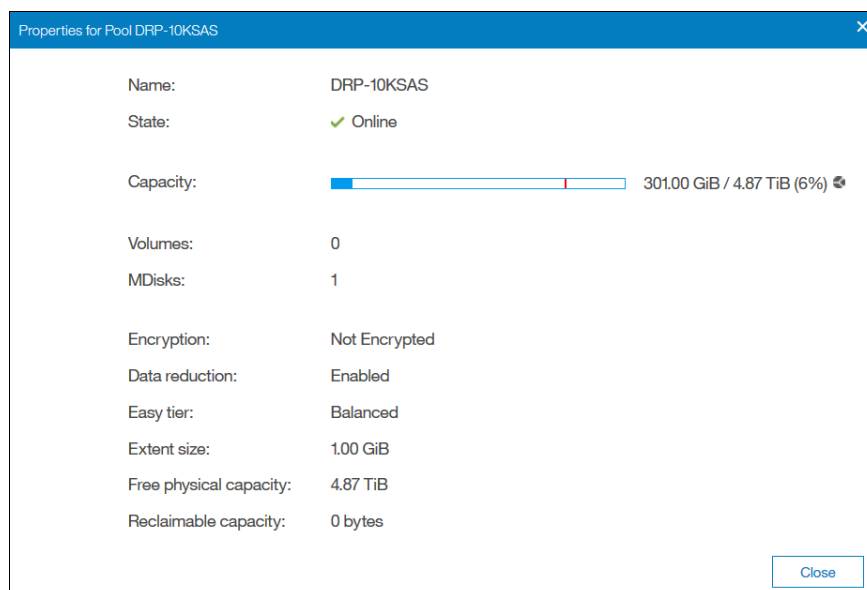 Properties for Pool DRP-10KSAS
Name: DRP-10KSAS
State: Online
Capacity: 301.00 GiB / 4.87 TiB (6%)
Volumes: 0
MDisks: 1
Encryption: Not Encrypted
Data reduction: Enabled
Easy tier: Balanced
Extent size: 1.00 GiB
Free physical capacity: 4.87 TiB
Reclaimable capacity: 0 bytes
Close